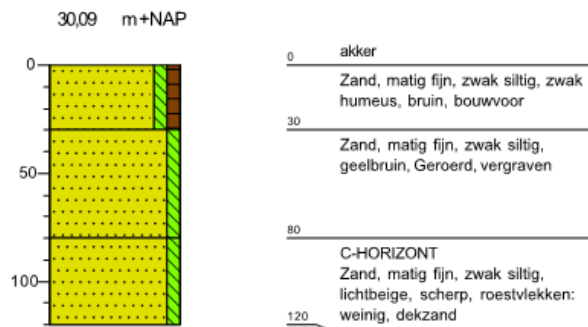 30,09 m+NAP
0
50
100
0 akker
Zand, matig fijn, zwak siltig, zwak
humeus, bruin, bouwvoor
30
Zand, matig fijn, zwak siltig,
geelbruin, Geroerd, vergraven
80
C-HORIZONT
Zand, matig fijn, zwak siltig,
lichtbeige, scherp, roestvlekken:
120 weinig, dekzand